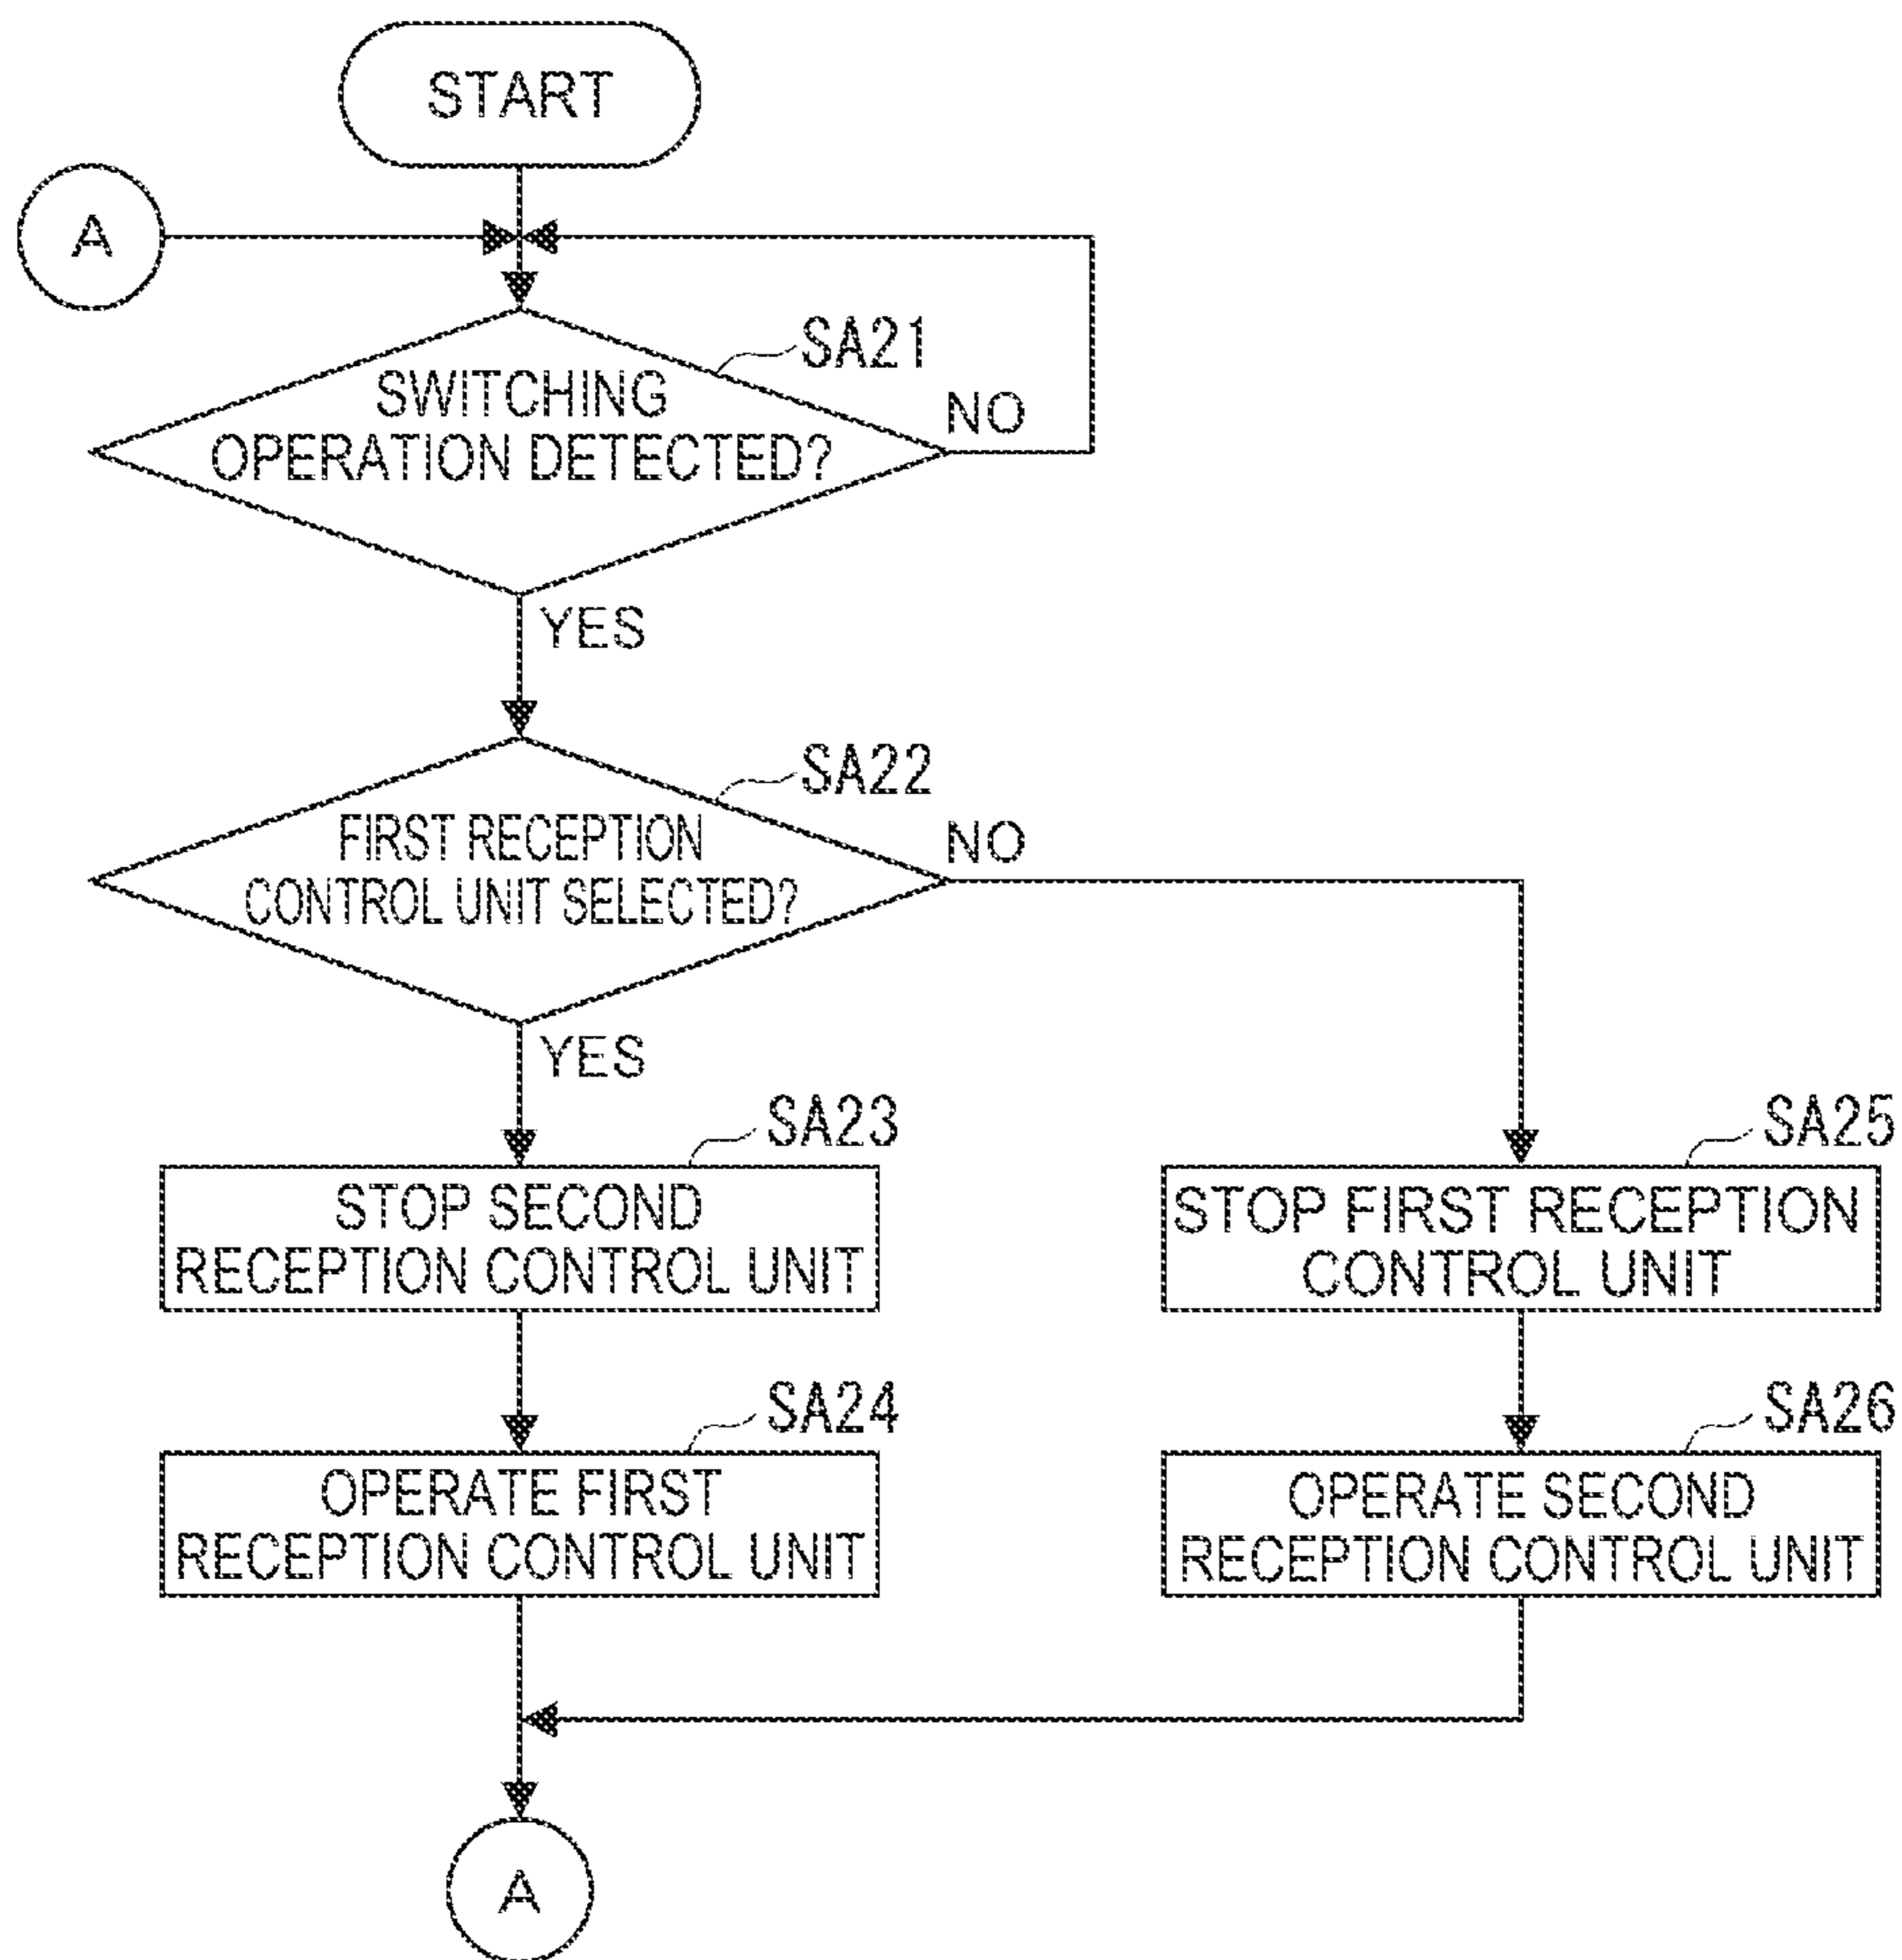 START
A
SA21
SWITCHING
OPERATION DETECTED?
NO
YES
SA22
FIRST RECEPTION
CONTROL UNIT SELECTED?
NO
YES
SA23
STOP SECOND
RECEPTION CONTROL UNIT
SA25
STOP FIRST RECEPTION
CONTROL UNIT
SA24
OPERATE FIRST
RECEPTION CONTROL UNIT
SA26
OPERATE SECOND
RECEPTION CONTROL UNIT
A